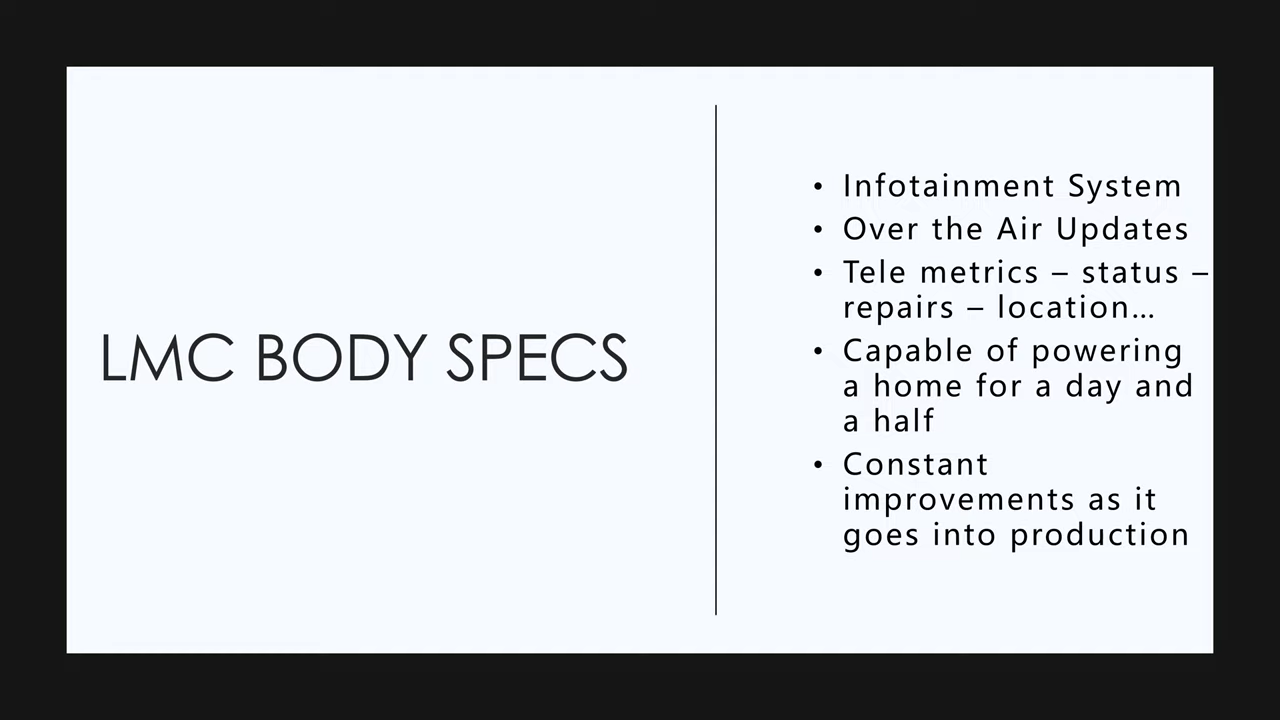 LMC BODY SPECS
• Infotainment System
• Over the Air Updates
• Tele metrics – status –
repairs – location…
• Capable of powering
a home for a day and
a half
• Constant
improvements as it
goes into production